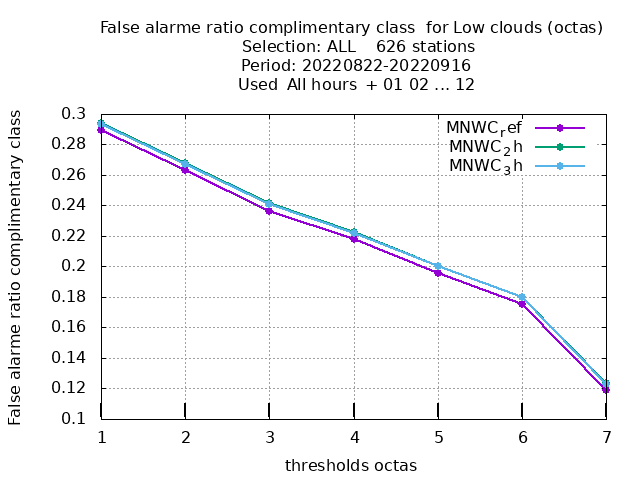 False alarme ratio complimentary class  for Low clouds (octas)
Selection: ALL    626 stations
Period: 20220822-20220916
Used  All hours  + 01 02 ... 12
False alarme ratio complimentary class
0.3
0.28
0.26
0.24
0.22
0.2
0.18
0.16
0.14
0.12
0.1
MNWC_ref
MNWC_2h
MNWC_3h
1 2 3 4 5 6 7
thresholds octas